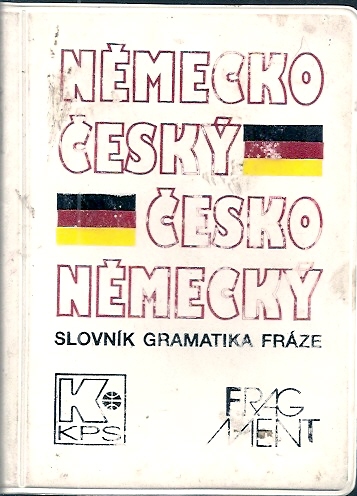 NĚMECKO
ČESKÝ
ČESKO
NĚMECKÝ
SLOVNÍK GRAMATIKA FRÁZE
K
KPS
FRAG
MENT